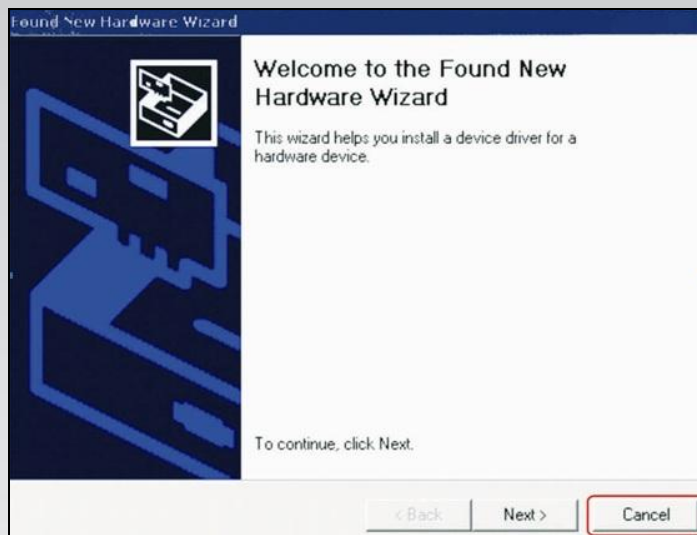 Found New Hardware Wizard
Welcome to the Found New
Hardware Wizard
This wizard helps you install a device driver for a
hardware device.
To continue, click Next.
< Back Next > Cancel